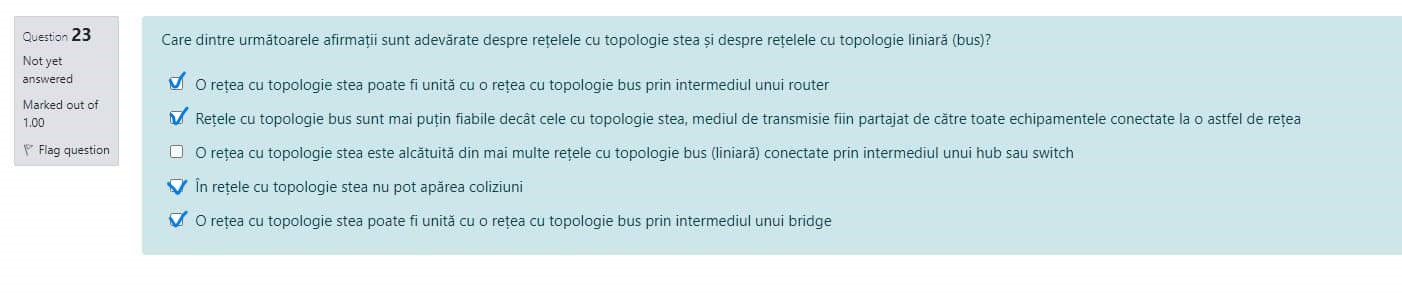 Question 23
Not yet
answered
Marked out of
1.00
Flag question
Care dintre următoarele afirmații sunt adevărate despre rețelele cu topologie stea și despre rețelele cu topologie liniară (bus)?
O rețea cu topologie stea poate fi unită cu o rețea cu topologie bus prin intermediul unui router
Rețele cu topologie bus sunt mai puțin fiabile decât cele cu topologie stea, mediul de transmisie fiin partajat de către toate echipamentele conectate la o astfel de rețea
O rețea cu topologie stea este alcătuită din mai multe rețele cu topologie bus (liniară) conectate prin intermediul unui hub sau switch
În rețele cu topologie stea nu pot apărea coliziuni
O rețea cu topologie stea poate fi unită cu o rețea cu topologie bus prin intermediul unui bridge